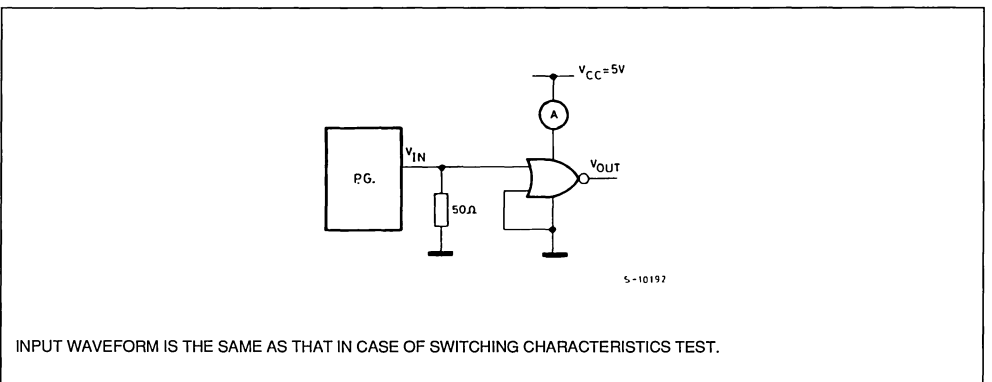 V_CC=5V
A
V_IN
V_OUT
P.G.
50Ω
S-10192
INPUT WAVEFORM IS THE SAME AS THAT IN CASE OF SWITCHING CHARACTERISTICS TEST.